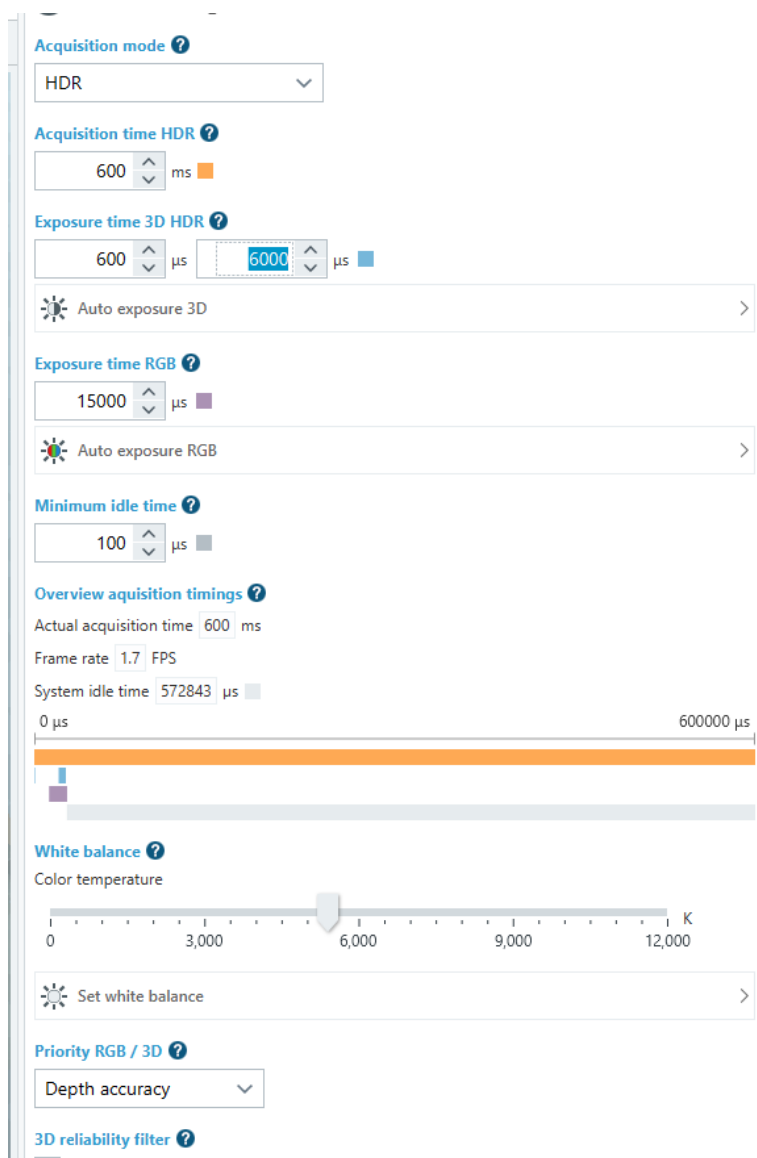 Acquisition mode ?
HDR
Acquisition time HDR ?
600 ms
Exposure time 3D HDR ?
600 µs 6000 µs
Auto exposure 3D
Exposure time RGB ?
15000 µs
Auto exposure RGB
Minimum idle time ?
100 µs
Overview aquisition timings ?
Actual acquisition time 600 ms
Frame rate 1.7 FPS
System idle time 572843 µs
0 µs 600000 µs
White balance ?
Color temperature
K
0 3,000 6,000 9,000 12,000
Set white balance
Priority RGB / 3D ?
Depth accuracy
3D reliability filter ?